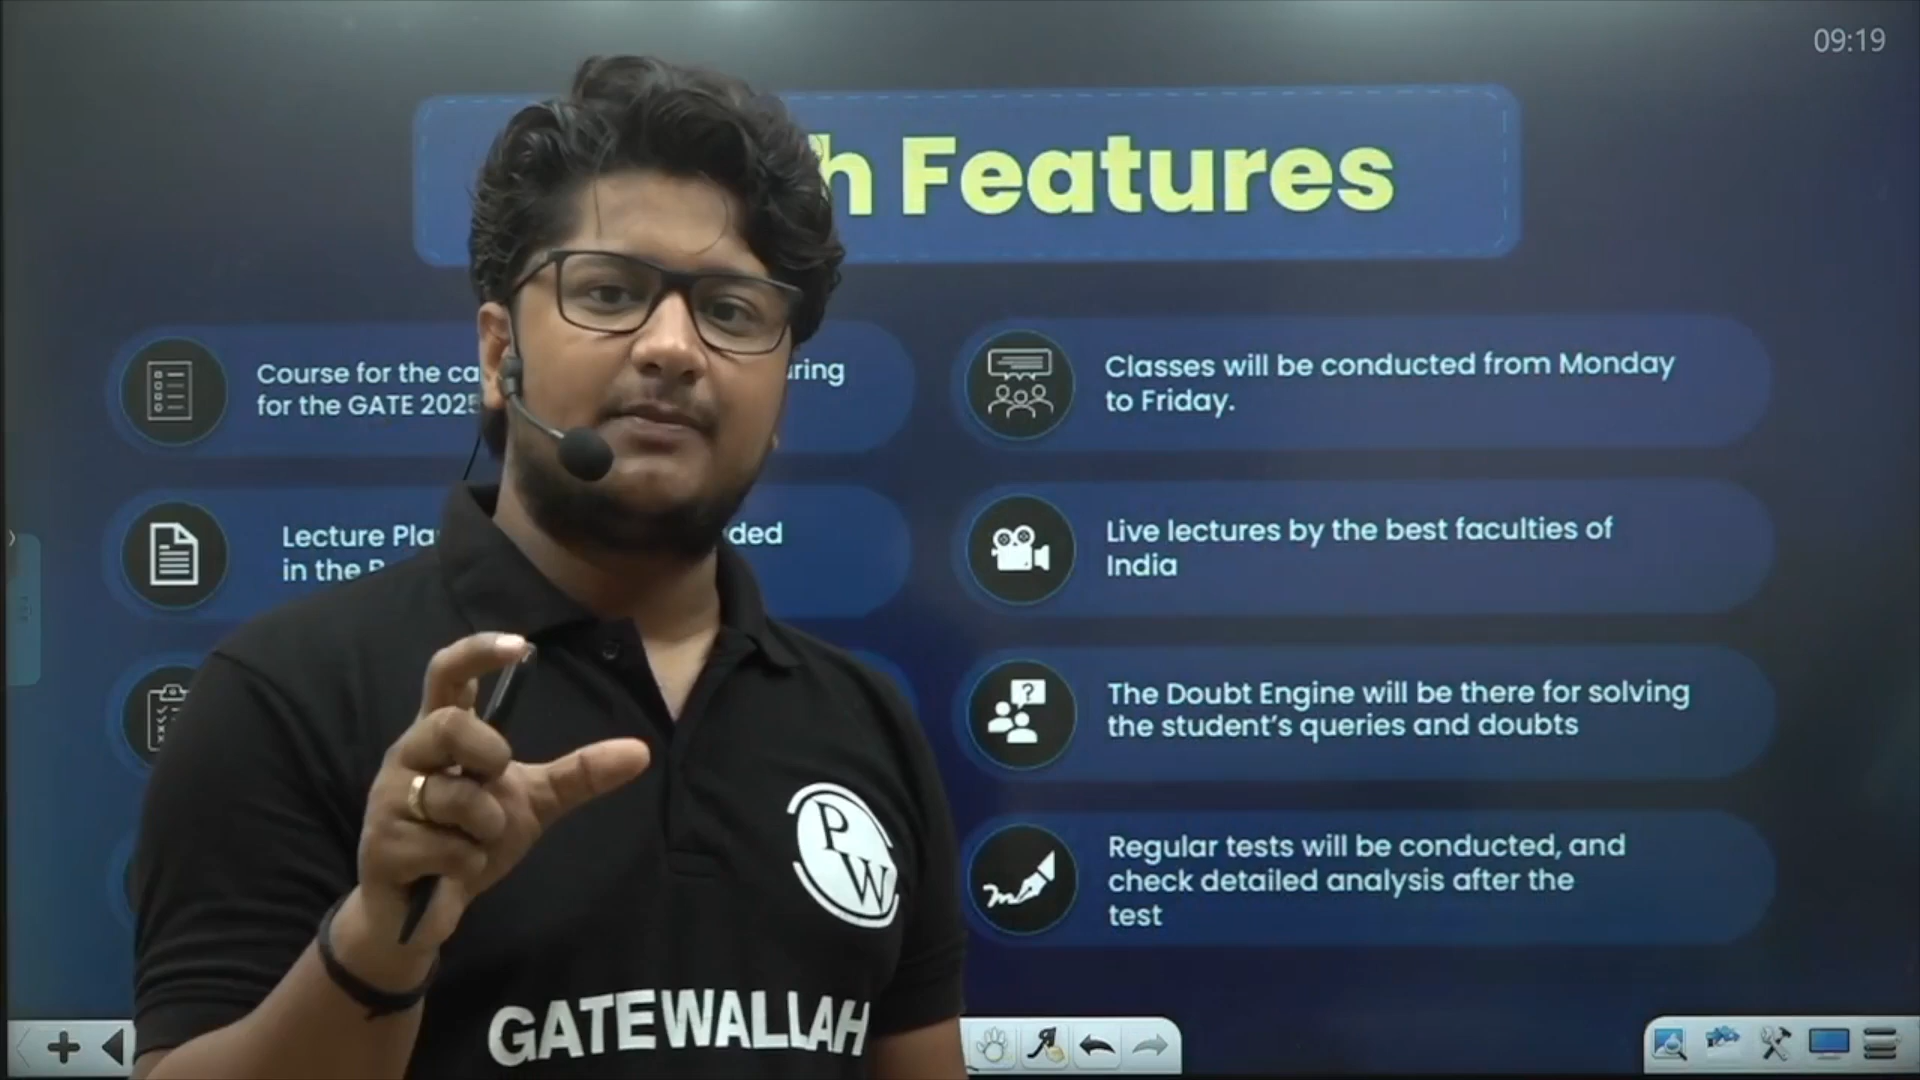 09:19
h Features
Course for the ca
uring
for the GATE 2025
Lecture Pla
ded
in the
Classes will be conducted from Monday
to Friday.
Live lectures by the best faculties of
India
?
The Doubt Engine will be there for solving
the student's queries and doubts
Regular tests will be conducted, and
check detailed analysis after the
test
P
W
GATEWALLAH